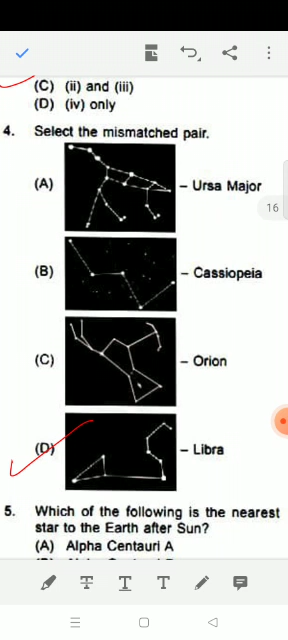 (C) (ii) and (iii)
(D) (iv) only
4. Select the mismatched pair.
(A) – Ursa Major
16
(B) – Cassiopeia
(C) – Orion
(D) – Libra
5. Which of the following is the nearest
star to the Earth after Sun?
(A) Alpha Centauri A
T T T